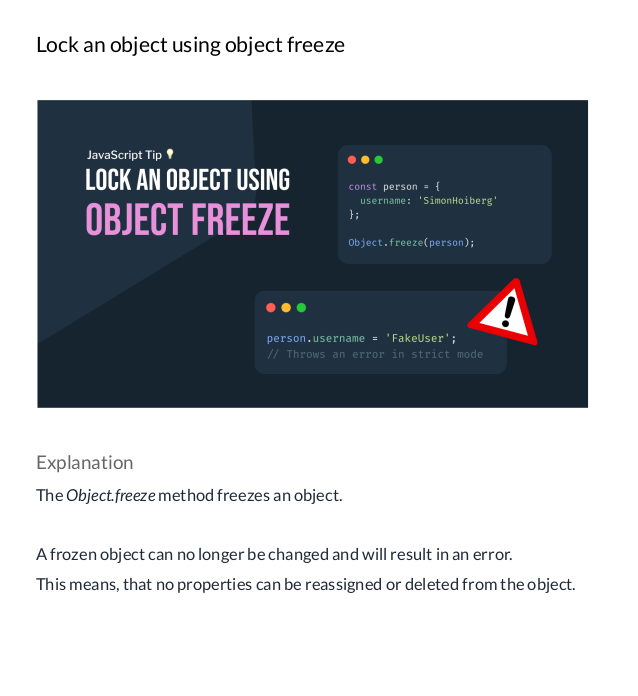 Lock an object using object freeze
JavaScript Tip
LOCK AN OBJECT USING
OBJECT FREEZE
const person = {
  username: 'SimonHoiberg'
};
Object.freeze(person);
person.username = 'FakeUser';
// Throws an error in strict mode
Explanation
The Object.freeze method freezes an object.
A frozen object can no longer be changed and will result in an error.
This means, that no properties can be reassigned or deleted from the object.